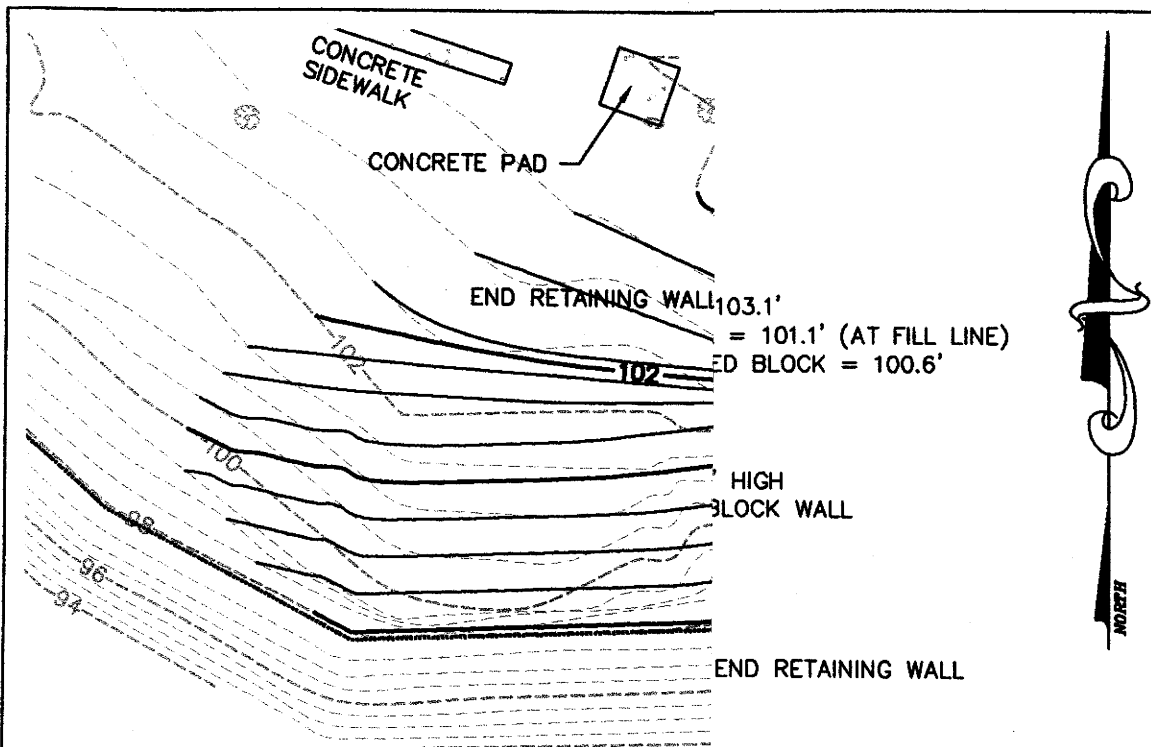 CONCRETE
SIDEWALK
CONCRETE PAD
END RETAINING WALL
103.1'
= 101.1' (AT FILL LINE)
ED BLOCK = 100.6'
102
102
100
' HIGH
BLOCK WALL
98
96
94
END RETAINING WALL
NORTH